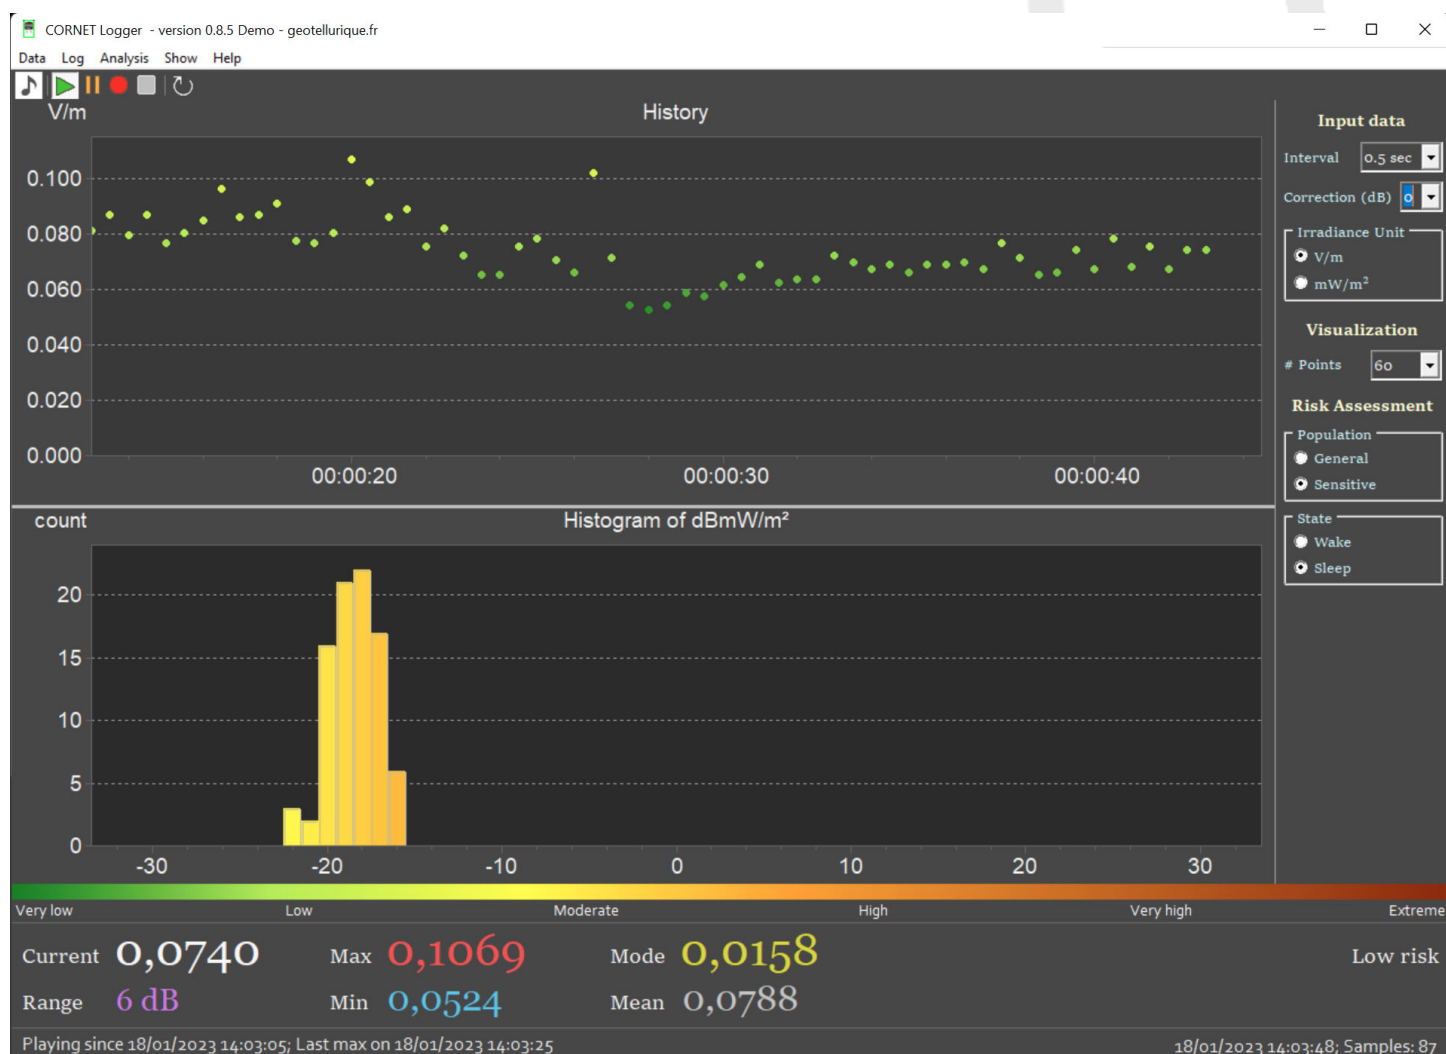 CORNET Logger - version 0.8.5 Demo - geotellurique.fr
Data Log Analysis Show Help
V/m History
0.100
0.080
0.060
0.040
0.020
0.000
00:00:20 00:00:30 00:00:40
count Histogram of dBmW/m²
20
15
10
5
0
-30 -20 -10 0 10 20 30
Input data
Interval 0.5 sec
Correction (dB) 0
Irradiance Unit
V/m
mW/m²
Visualization
# Points 60
Risk Assessment
Population
General
Sensitive
State
Wake
Sleep
Very low Low Moderate High Very high Extreme
Current 0,0740 Max 0,1069 Mode 0,0158 Low risk
Range 6 dB Min 0,0524 Mean 0,0788
Playing since 18/01/2023 14:03:05; Last max on 18/01/2023 14:03:25 18/01/2023 14:03:48; Samples: 87